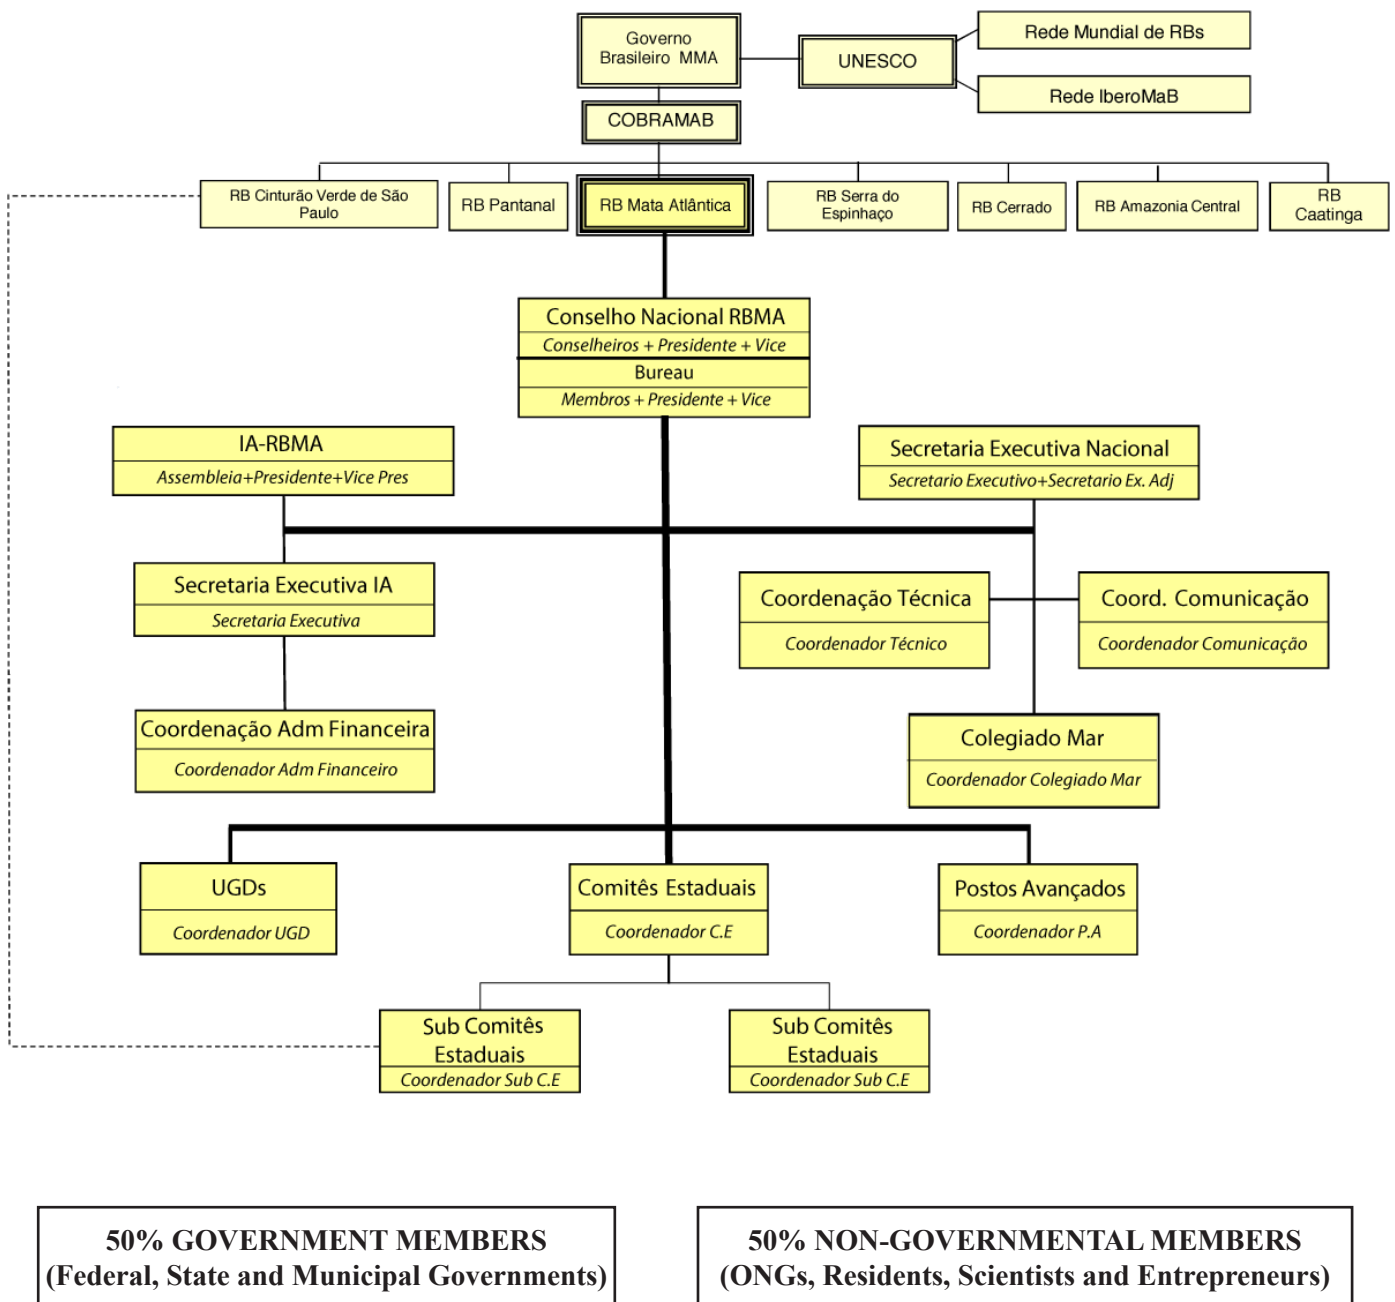 Governo
Brasileiro MMA
UNESCO
Rede Mundial de RBs
Rede IberoMaB
COBRAMAB
RB Cinturão Verde de São
Paulo
RB Pantanal
RB Mata Atlântica
RB Serra do
Espinhaço
RB Cerrado
RB Amazonia Central
RB
Caatinga
Conselho Nacional RBMA
Conselheiros + Presidente + Vice
Bureau
Membros + Presidente + Vice
IA-RBMA
Assembleia+Presidente+Vice Pres
Secretaria Executiva Nacional
Secretario Executivo+Secretario Ex. Adj
Secretaria Executiva IA
Secretaria Executiva
Coordenação Técnica
Coordenador Técnico
Coord. Comunicação
Coordenador Comunicação
Coordenação Adm Financeira
Coordenador Adm Financeiro
Colegiado Mar
Coordenador Colegiado Mar
UGDs
Coordenador UGD
Comitês Estaduais
Coordenador C.E
Postos Avançados
Coordenador P.A
Sub Comitês
Estaduais
Coordenador Sub C.E
Sub Comitês
Estaduais
Coordenador Sub C.E
50% GOVERNMENT MEMBERS
(Federal, State and Municipal Governments)
50% NON-GOVERNMENTAL MEMBERS
(ONGs, Residents, Scientists and Entrepreneurs)